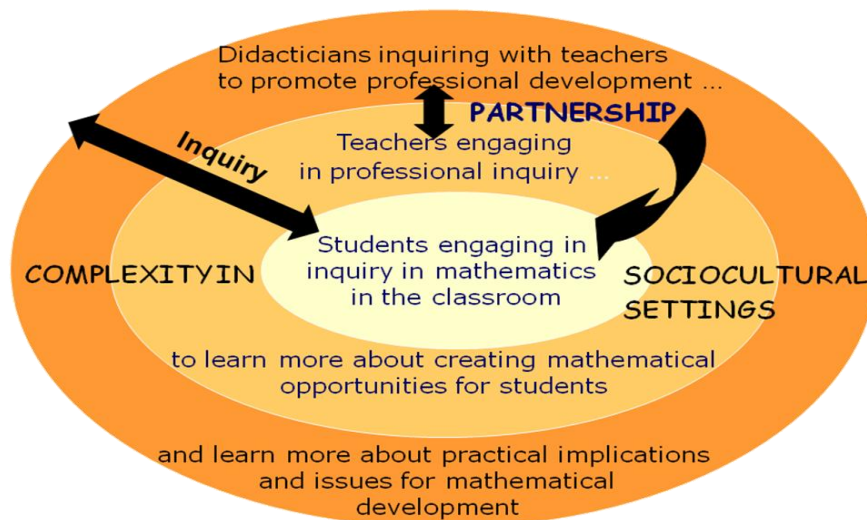 Didacticians inquiring with teachers
to promote professional development ...
PARTNERSHIP
Inquiry
Teachers engaging
in professional inquiry ...
Students engaging in
inquiry in mathematics
in the classroom
COMPLEXITYIN
SOCIOCULTURAL
SETTINGS
to learn more about creating mathematical
opportunities for students
and learn more about practical implications
and issues for mathematical
development